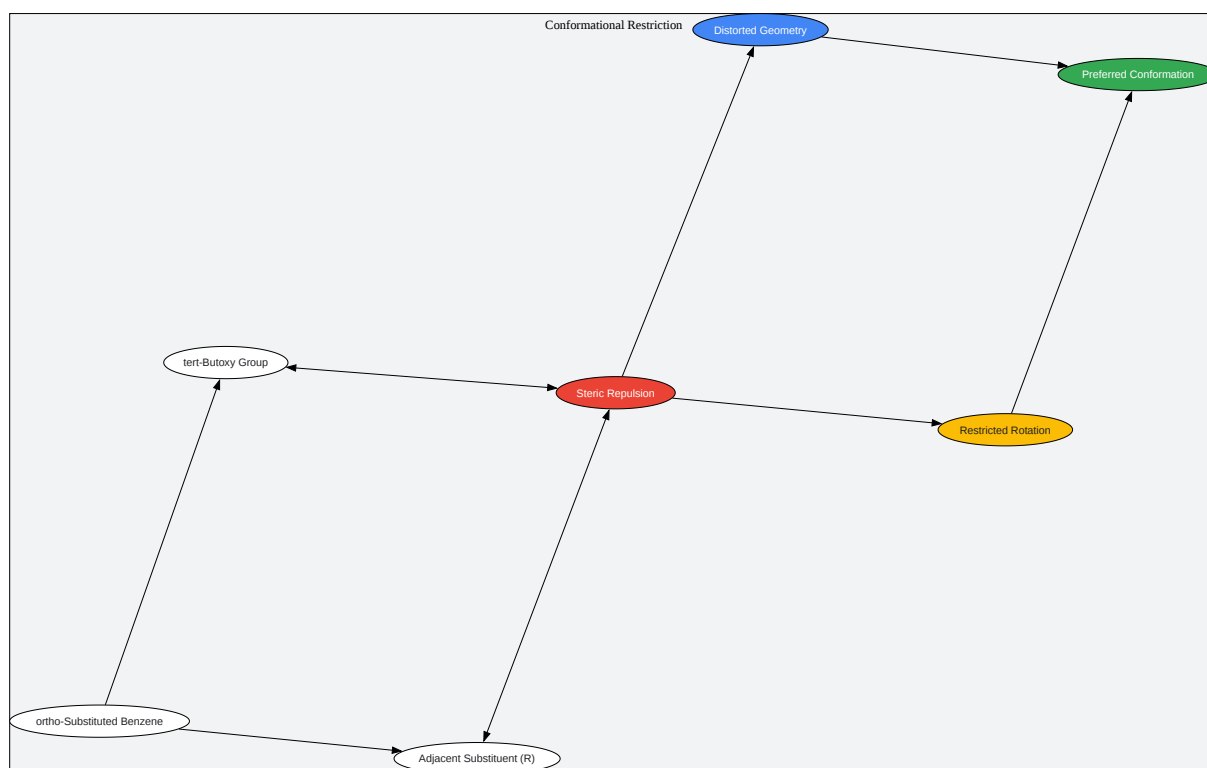 Conformational Restriction
Distorted Geometry
Preferred Conformation
tert-Butoxy Group
Steric Repulsion
Restricted Rotation
ortho-Substituted Benzene
Adjacent Substituent (R)